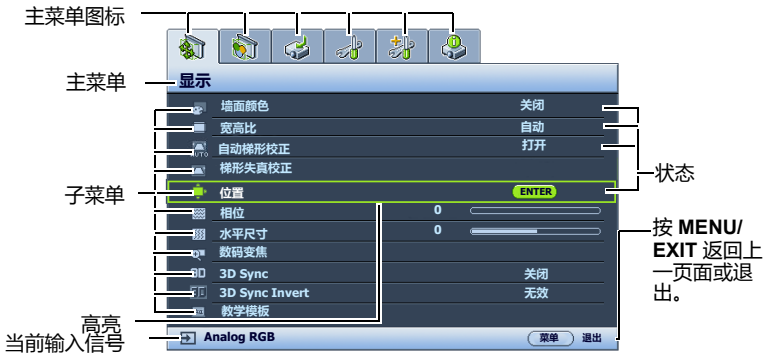 主菜单图标
主菜单
显示
墙面颜色 关闭
宽高比 自动
AUTO 自动梯形校正 打开
梯形失真校正
状态
子菜单
位置 ENTER
相位 0
水平尺寸 0
数码变焦
3D 3D Sync 关闭
3D Sync Invert 无效
教学模板
按 MENU/
EXIT 返回上
一页面或退
出。
高亮
当前输入信号
Analog RGB 菜单 退出